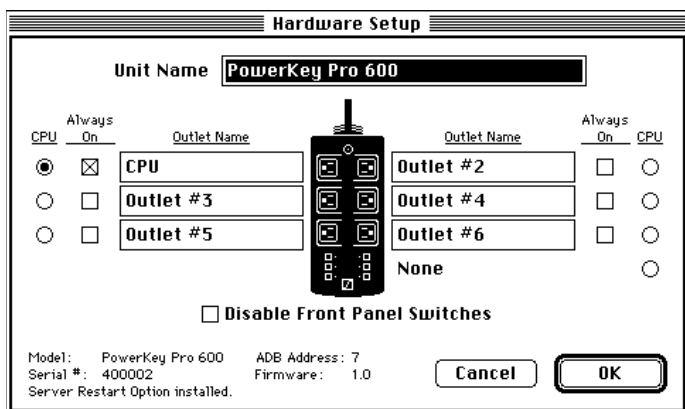 Hardware Setup
Unit Name PowerKey Pro 600
CPU Always On Outlet Name Outlet Name Always On CPU
CPU Outlet #2
Outlet #3 Outlet #4
Outlet #5 Outlet #6
None
Disable Front Panel Switches
Model: PowerKey Pro 600 ADB Address: 7
Serial #: 400002 Firmware: 1.0
Server Restart Option installed.
Cancel OK